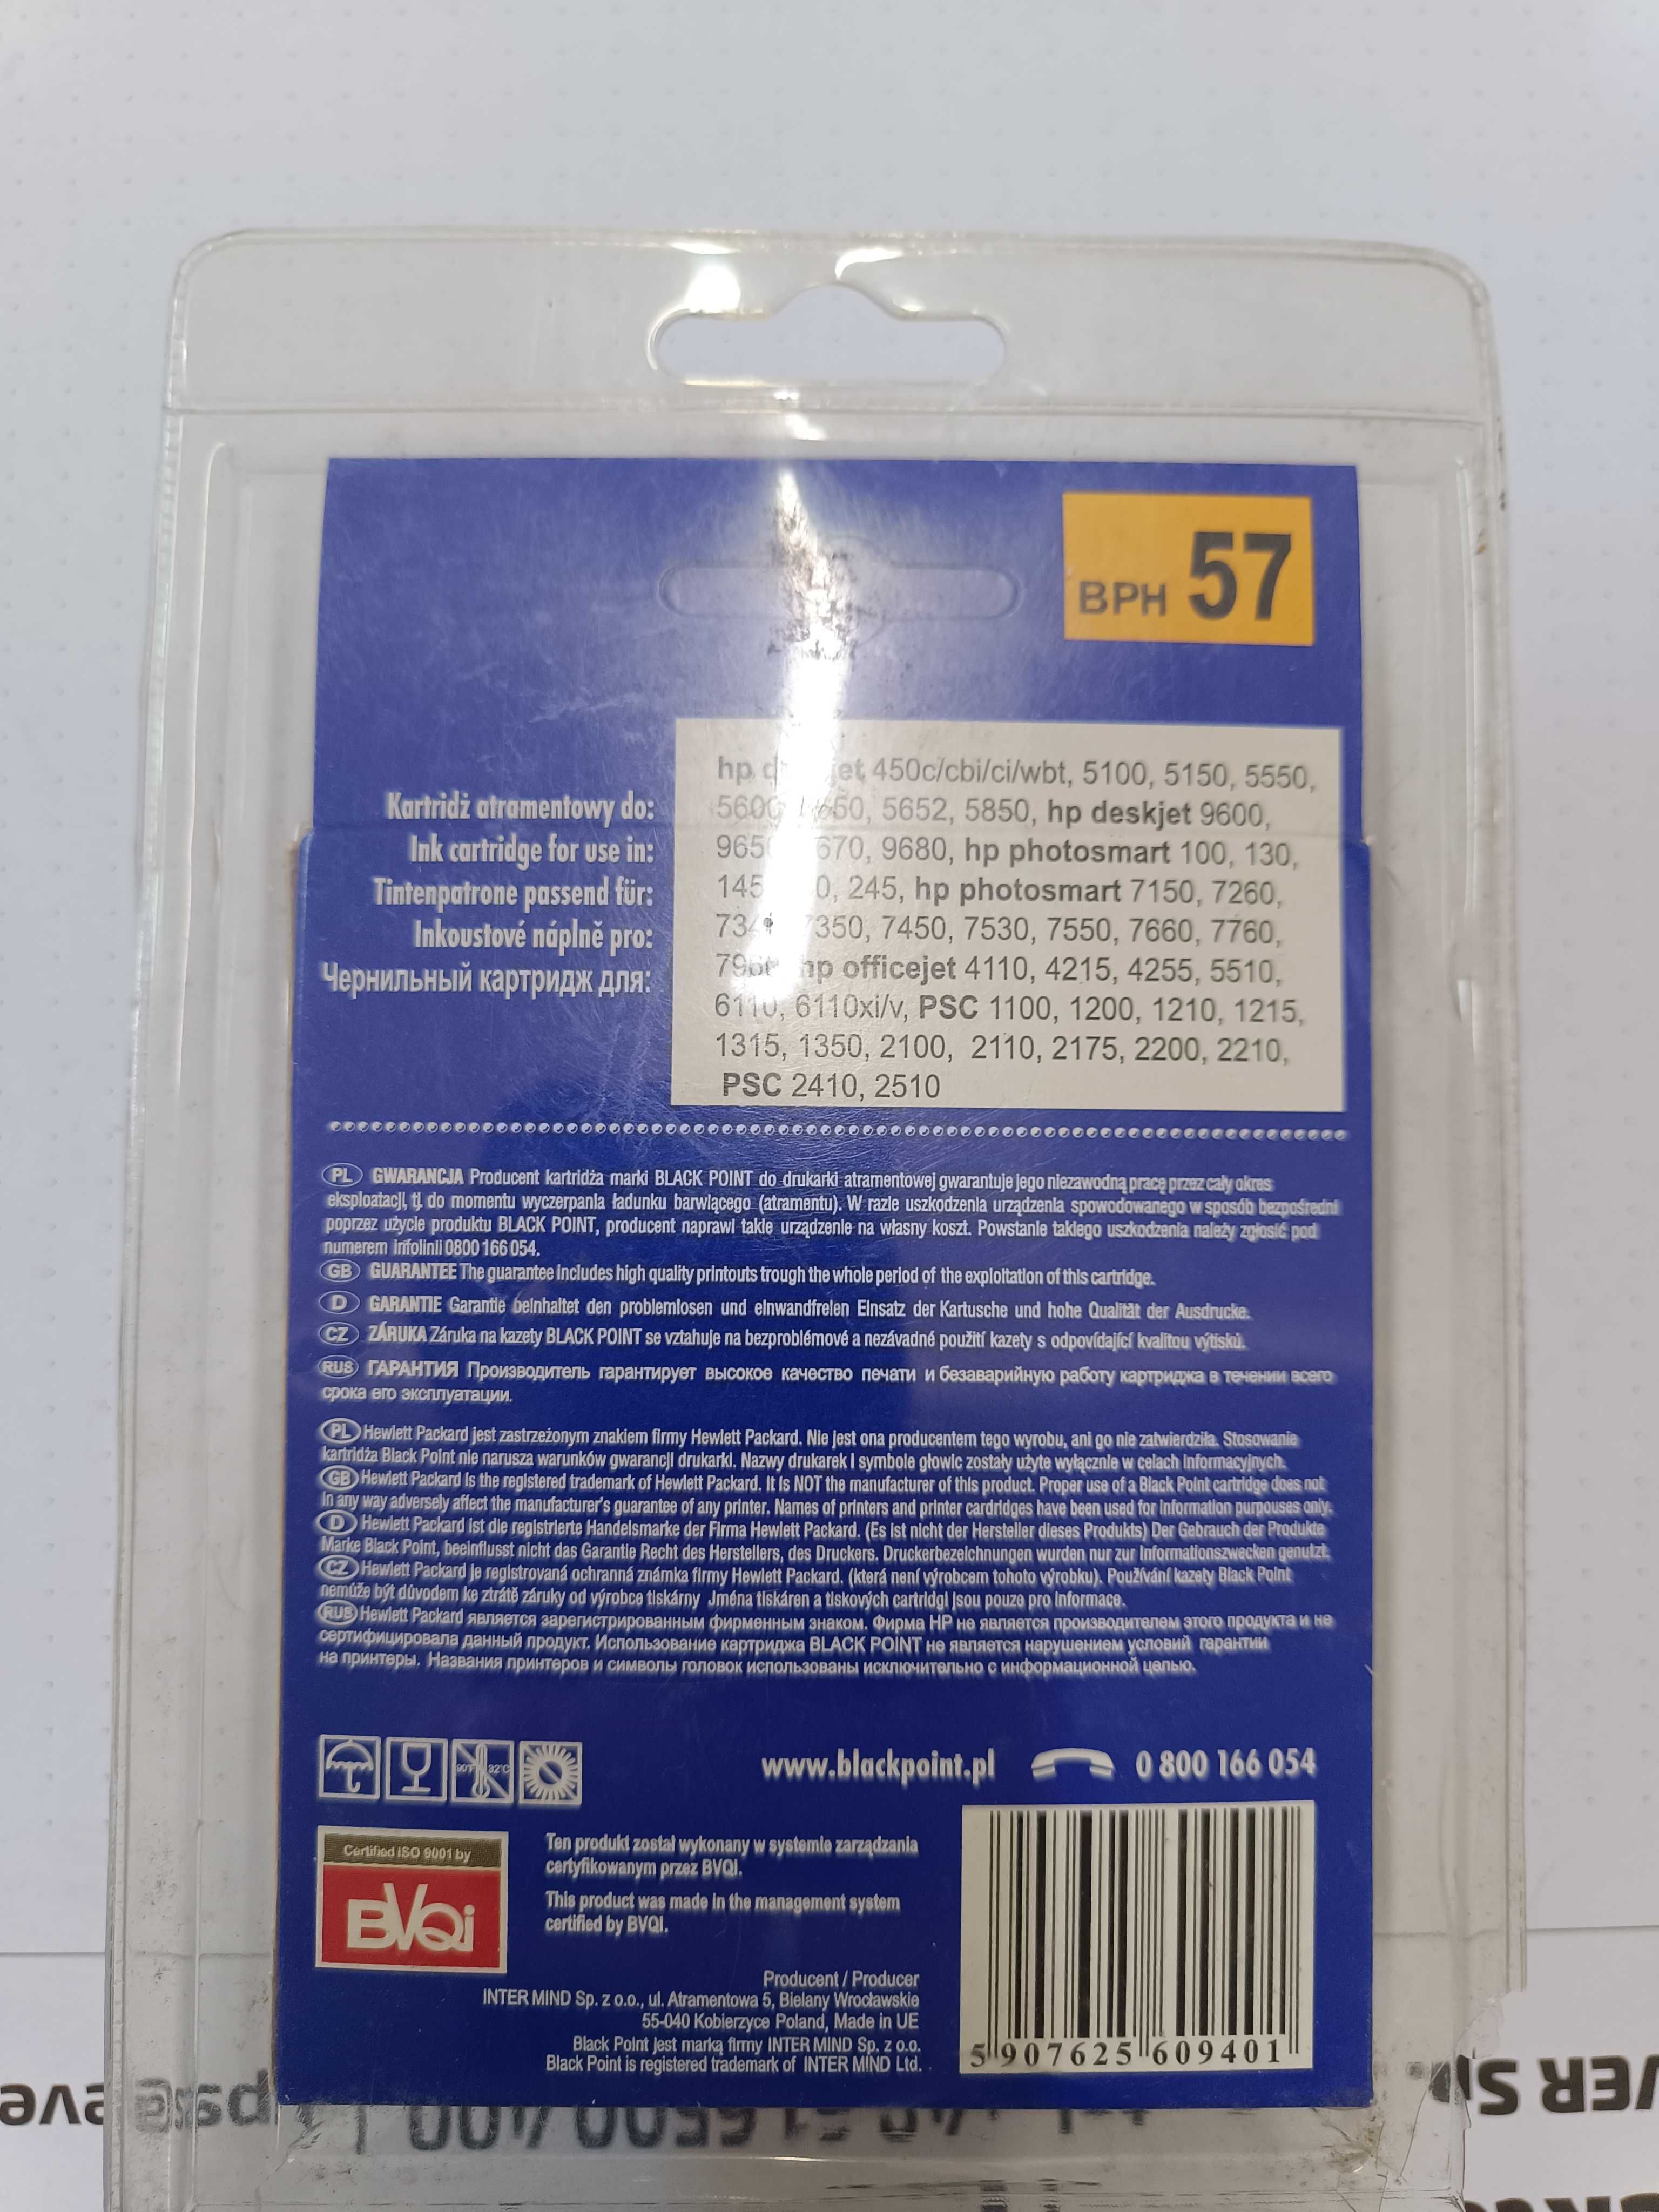 BPH 57
Kartridż atramentowy do:
Ink cartridge for use in:
Tintenpatrone passend für:
Inkoustové náplně pro:
Чернильный картридж для:
hp 450c/cbi/ci/wbt, 5100, 5150, 5550,
5652, 5850, hp deskjet 9600,
9680, hp photosmart 100, 130,
245, hp photosmart 7150, 7260,
7350, 7450, 7530, 7550, 7660, 7760,
hp officejet 4110, 4215, 4255, 5510,
6110, 6110xi/v, PSC 1100, 1200, 1210, 1215,
1315, 1350, 2100, 2110, 2175, 2200, 2210,
PSC 2410, 2510
PL GWARANCJA Producent kartridża marki BLACK POINT do drukarki atramentowej gwarantuje jego niezawodną pracę przez cały okres
eksploatacji, tj. do momentu wyczerpania ładunku barwiącego (atramentu). W razie uszkodzenia urządzenia spowodowanego w sposób bezpośredni
poprzez użycie produktu BLACK POINT, producent naprawi takie urządzenie na własny koszt. Powstanie takiego uszkodzenia należy zgłosić pod
numerem infolinii 0800 166 054.
GB GUARANTEE The guarantee includes high quality printouts trough the whole period of the exploitation of this cartridge.
D GARANTIE Garantie beinhaltet den problemlosen und einwandfreien Einsatz der Kartusche und hohe Qualität der Ausdrucke.
CZ ZÁRUKA Záruka na kazety BLACK POINT se vztahuje na bezproblémové a nezávadné použití kazety s odpovídající kvalitou výtisků.
RUS ГАРАНТИЯ Производитель гарантирует высокое качество печати и безаварийную работу картриджа в течении всего
срока его эксплуатации.
PL Hewlett Packard jest zastrzeżonym znakiem firmy Hewlett Packard. Nie jest ona producentem tego wyrobu, ani go nie zatwierdziła. Stosowanie
kartridża Black Point nie narusza warunków gwarancji drukarki. Nazwy drukarek i symbole głowic zostały użyte wyłącznie w celach informacyjnych.
GB Hewlett Packard is the registered trademark of Hewlett Packard. It is NOT the manufacturer of this product. Proper use of a Black Point cartridge does not
in any way adversely affect the manufacturer's guarantee of any printer. Names of printers and printer cardridges have been used for information purpouses only.
D Hewlett Packard ist die registrierte Handelsmarke der Firma Hewlett Packard. (Es ist nicht der Hersteller dieses Produkts) Der Gebrauch der Produkte
Marke Black Point, beeinflusst nicht das Garantie Recht des Herstellers, des Druckers. Druckerbezeichnungen wurden nur zur Informationszwecken genutzt.
CZ Hewlett Packard je registrovaná ochranná známka firmy Hewlett Packard. (která není výrobcem tohoto výrobku). Používání kazety Black Point
nemůže být důvodem ke ztrátě záruky od výrobce tiskárny Jména tiskáren a tiskových cartridgí jsou pouze pro informace.
RUS Hewlett Packard является зарегистрированным фирменным знаком. Фирма HP не является производителем этого продукта и не
сертифицировала данный продукт. Использование картриджа BLACK POINT не является нарушением условий гарантии
на принтеры. Названия принтеров и символы головок использованы исключительно с информационной целью.
www.blackpoint.pl 0 800 166 054
Certified ISO 9001 by
BVQi
Ten produkt został wykonany w systemie zarządzania
certyfikowanym przez BVQI.
This product was made in the management system
certified by BVQI.
Producent / Producer
INTER MIND Sp. z o.o., ul. Atramentowa 5, Bielany Wrocławskie
55-040 Kobierzyce Poland, Made in UE
Black Point jest marką firmy INTER MIND Sp. z o.o.
Black Point is registered trademark of INTER MIND Ltd.
5907625609401